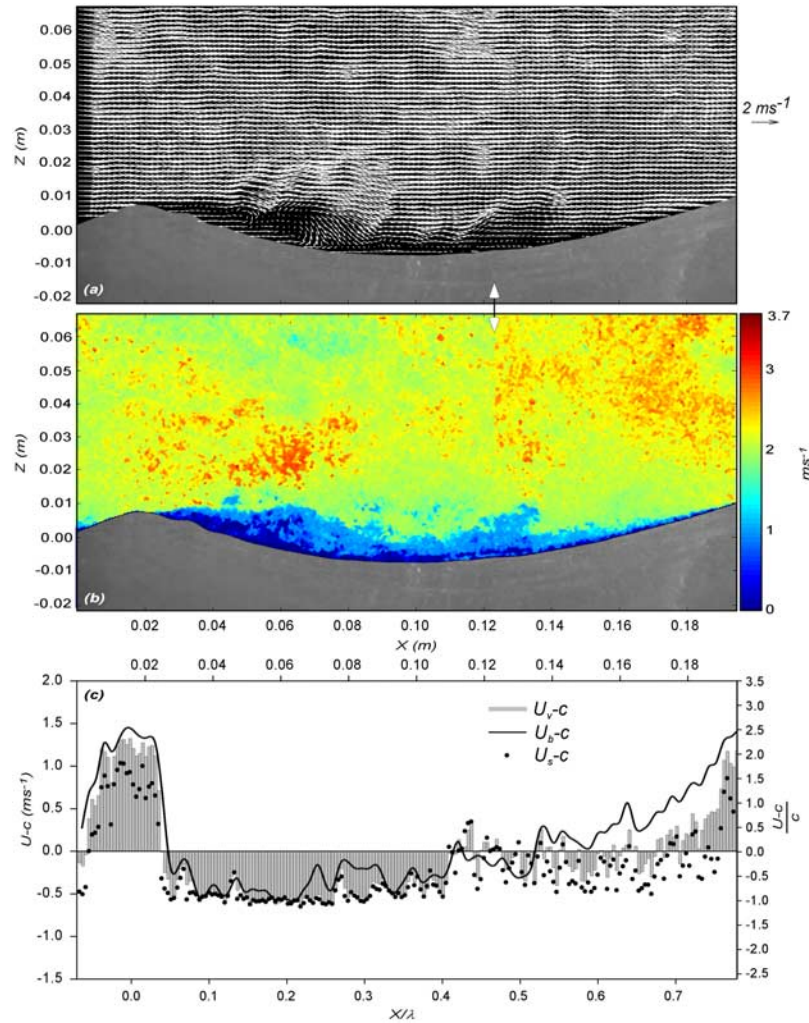 0.06
0.05
0.04
0.03
0.02
0.01
0.00
-0.01
-0.02
Z (m)
(a)
2 ms-1
0.06
0.05
0.04
0.03
0.02
0.01
0.00
-0.01
-0.02
Z (m)
(b)
3.7
3
2
1
0
ms-1
0.02 0.04 0.06 0.08 0.10 0.12 0.14 0.16 0.18
X (m)
0.02 0.04 0.06 0.08 0.10 0.12 0.14 0.16 0.18
(c)
Uv-c
Ub-c
Us-c
2.0
1.5
1.0
0.5
0.0
-0.5
-1.0
-1.5
U-c (ms-1)
3.5
3.0
2.5
2.0
1.5
1.0
0.5
0.0
-0.5
-1.0
-1.5
-2.0
-2.5
U-c
c
0.0 0.1 0.2 0.3 0.4 0.5 0.6 0.7
X/λ